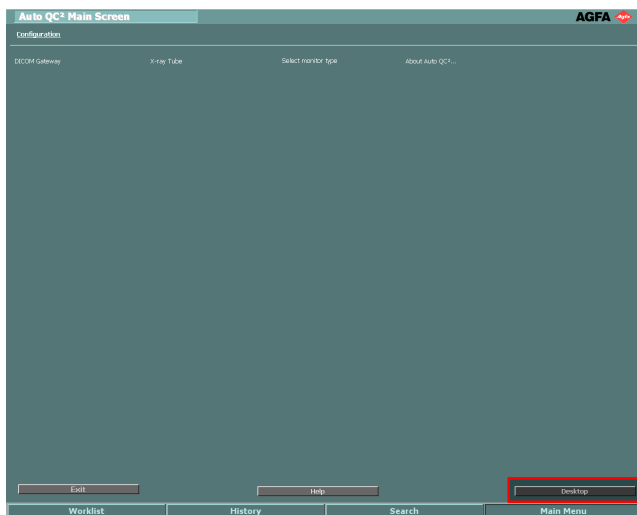 Auto QC² Main Screen
AGFA
Agfa
Configuration
DICOM Gateway X-ray Tube Select monitor type About Auto QC²...
Exit Help Desktop
Worklist History Search Main Menu